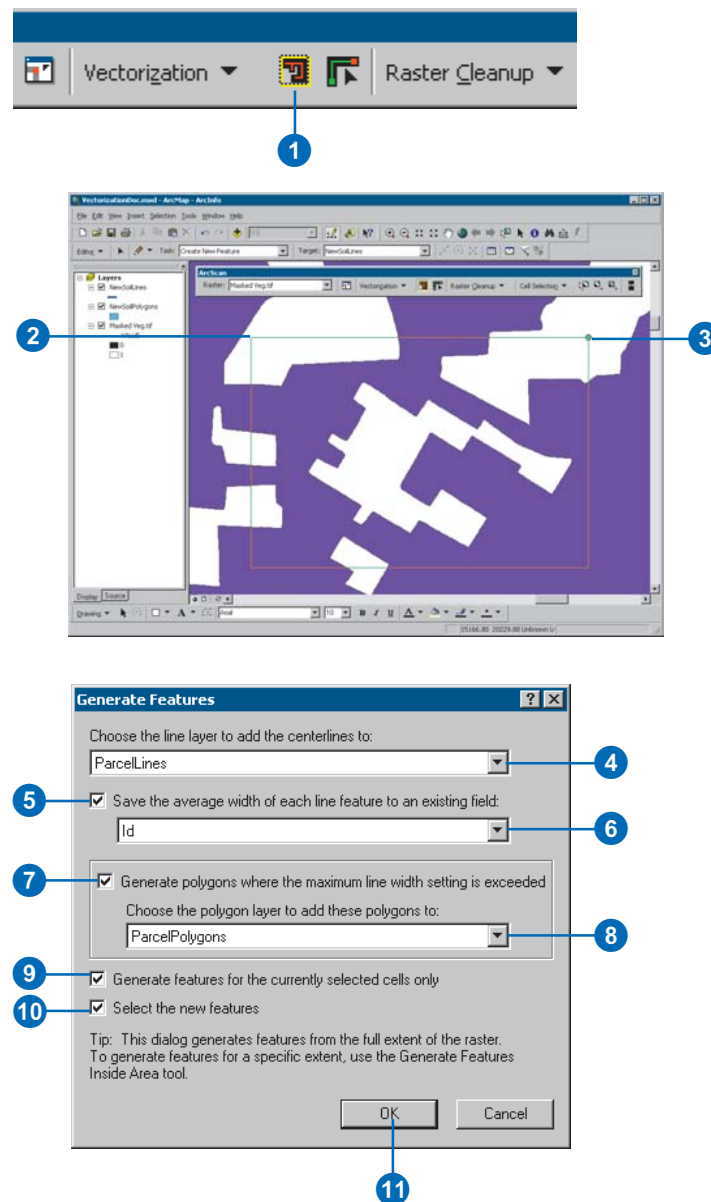 Vectorization
Raster Cleanup
1
VectorizationDoc.mxd - ArcMap - ArcInfo
File Edit View Insert Selection Tools Window Help
Editor Task: Create New Feature Target: NewSoilLines
ArcScan
Raster: Masked Veg.tif Vectorization Raster Cleanup Cell Selection
Layers
NewSoilLines
NewSoilPolygons
Masked Veg.tif
0
1
2
3
Display Source
Drawing Arial 10 B I U A
Generate Features
Choose the line layer to add the centerlines to:
ParcelLines
4
5
Save the average width of each line feature to an existing field:
Id
6
7
Generate polygons where the maximum line width setting is exceeded
Choose the polygon layer to add these polygons to:
ParcelPolygons
8
9
Generate features for the currently selected cells only
10
Select the new features
Tip: This dialog generates features from the full extent of the raster.
To generate features for a specific extent, use the Generate Features
Inside Area tool.
OK Cancel
11